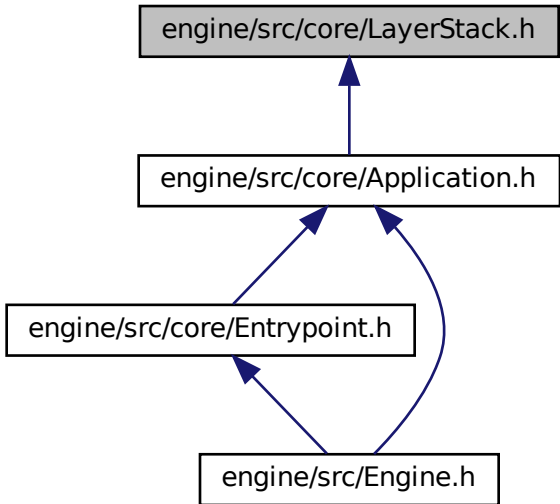 engine/src/core/LayerStack.h
engine/src/core/Application.h
engine/src/core/Entrypoint.h
engine/src/Engine.h